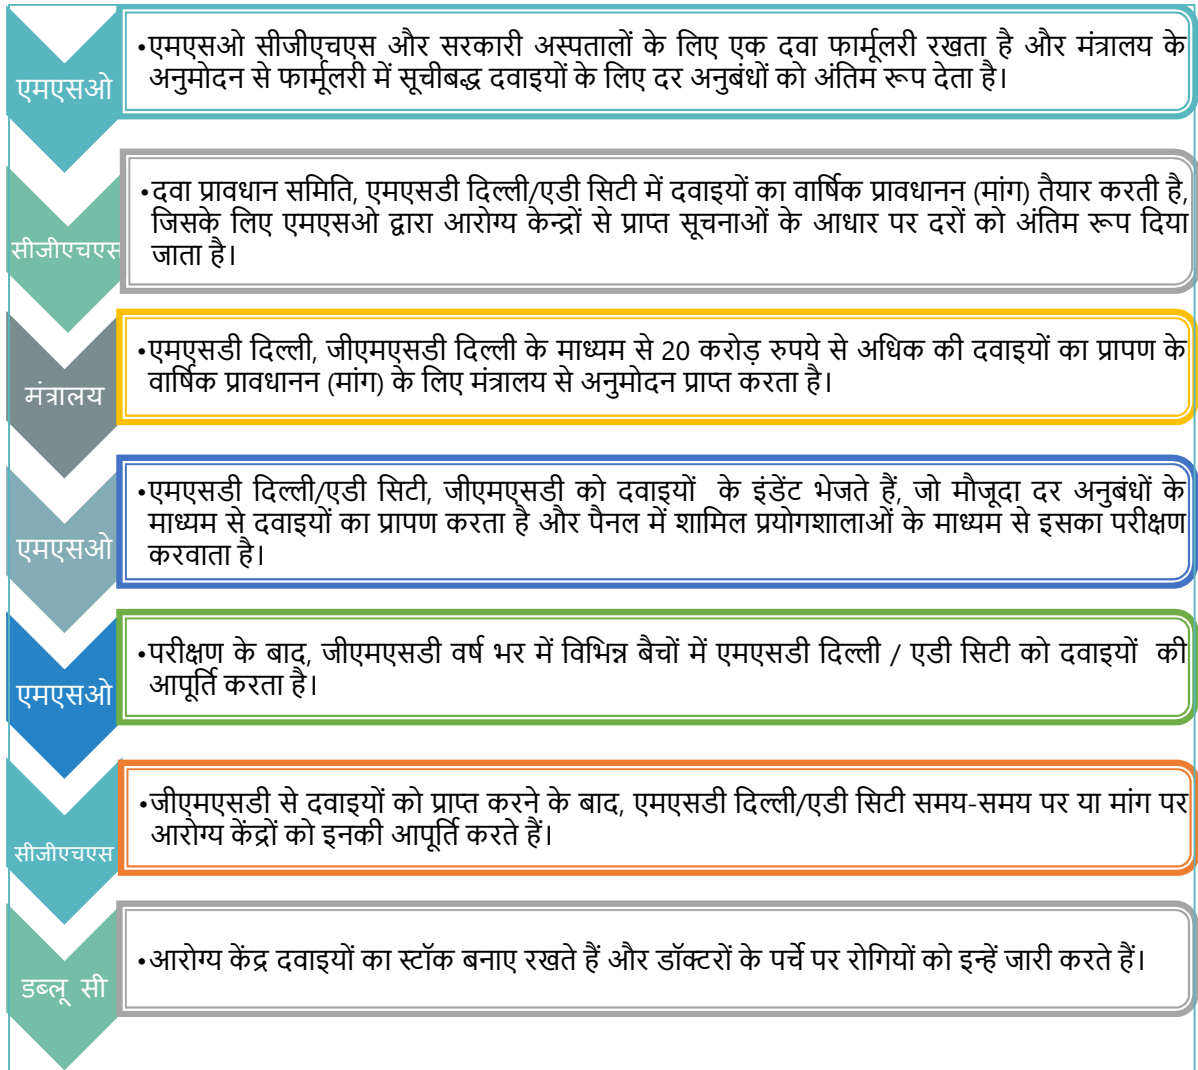 एमएसओ
•एमएसओ सीजीएचएस और सरकारी अस्पतालों के लिए एक दवा फार्मूलरी रखता है और मंत्रालय के
अनुमोदन से फार्मूलरी में सूचीबद्ध दवाइयों के लिए दर अनुबंधों को अंतिम रूप देता है।
सीजीएचएस
•दवा प्रावधान समिति, एमएसडी दिल्ली/एडी सिटी में दवाइयों का वार्षिक प्रावधानन (मांग) तैयार करती है,
जिसके लिए एमएसओ द्वारा आरोग्य केन्द्रों से प्राप्त सूचनाओं के आधार पर दरों को अंतिम रूप दिया
जाता है।
मंत्रालय
•एमएसडी दिल्ली, जीएमएसडी दिल्ली के माध्यम से 20 करोड़ रुपये से अधिक की दवाइयों का प्रापण के
वार्षिक प्रावधानन (मांग) के लिए मंत्रालय से अनुमोदन प्राप्त करता है।
एमएसओ
•एमएसडी दिल्ली/एडी सिटी, जीएमएसडी को दवाइयों के इंडेंट भेजते हैं, जो मौजूदा दर अनुबंधों के
माध्यम से दवाइयों का प्रापण करता है और पैनल में शामिल प्रयोगशालाओं के माध्यम से इसका परीक्षण
करवाता है।
एमएसओ
•परीक्षण के बाद, जीएमएसडी वर्ष भर में विभिन्न बैचों में एमएसडी दिल्ली / एडी सिटी को दवाइयों की
आपूर्ति करता है।
सीजीएचएस
•जीएमएसडी से दवाइयों को प्राप्त करने के बाद, एमएसडी दिल्ली/एडी सिटी समय-समय पर या मांग पर
आरोग्य केंद्रों को इनकी आपूर्ति करते हैं।
डब्लू सी
•आरोग्य केंद्र दवाइयों का स्टॉक बनाए रखते हैं और डॉक्टरों के पर्चे पर रोगियों को इन्हें जारी करते हैं।